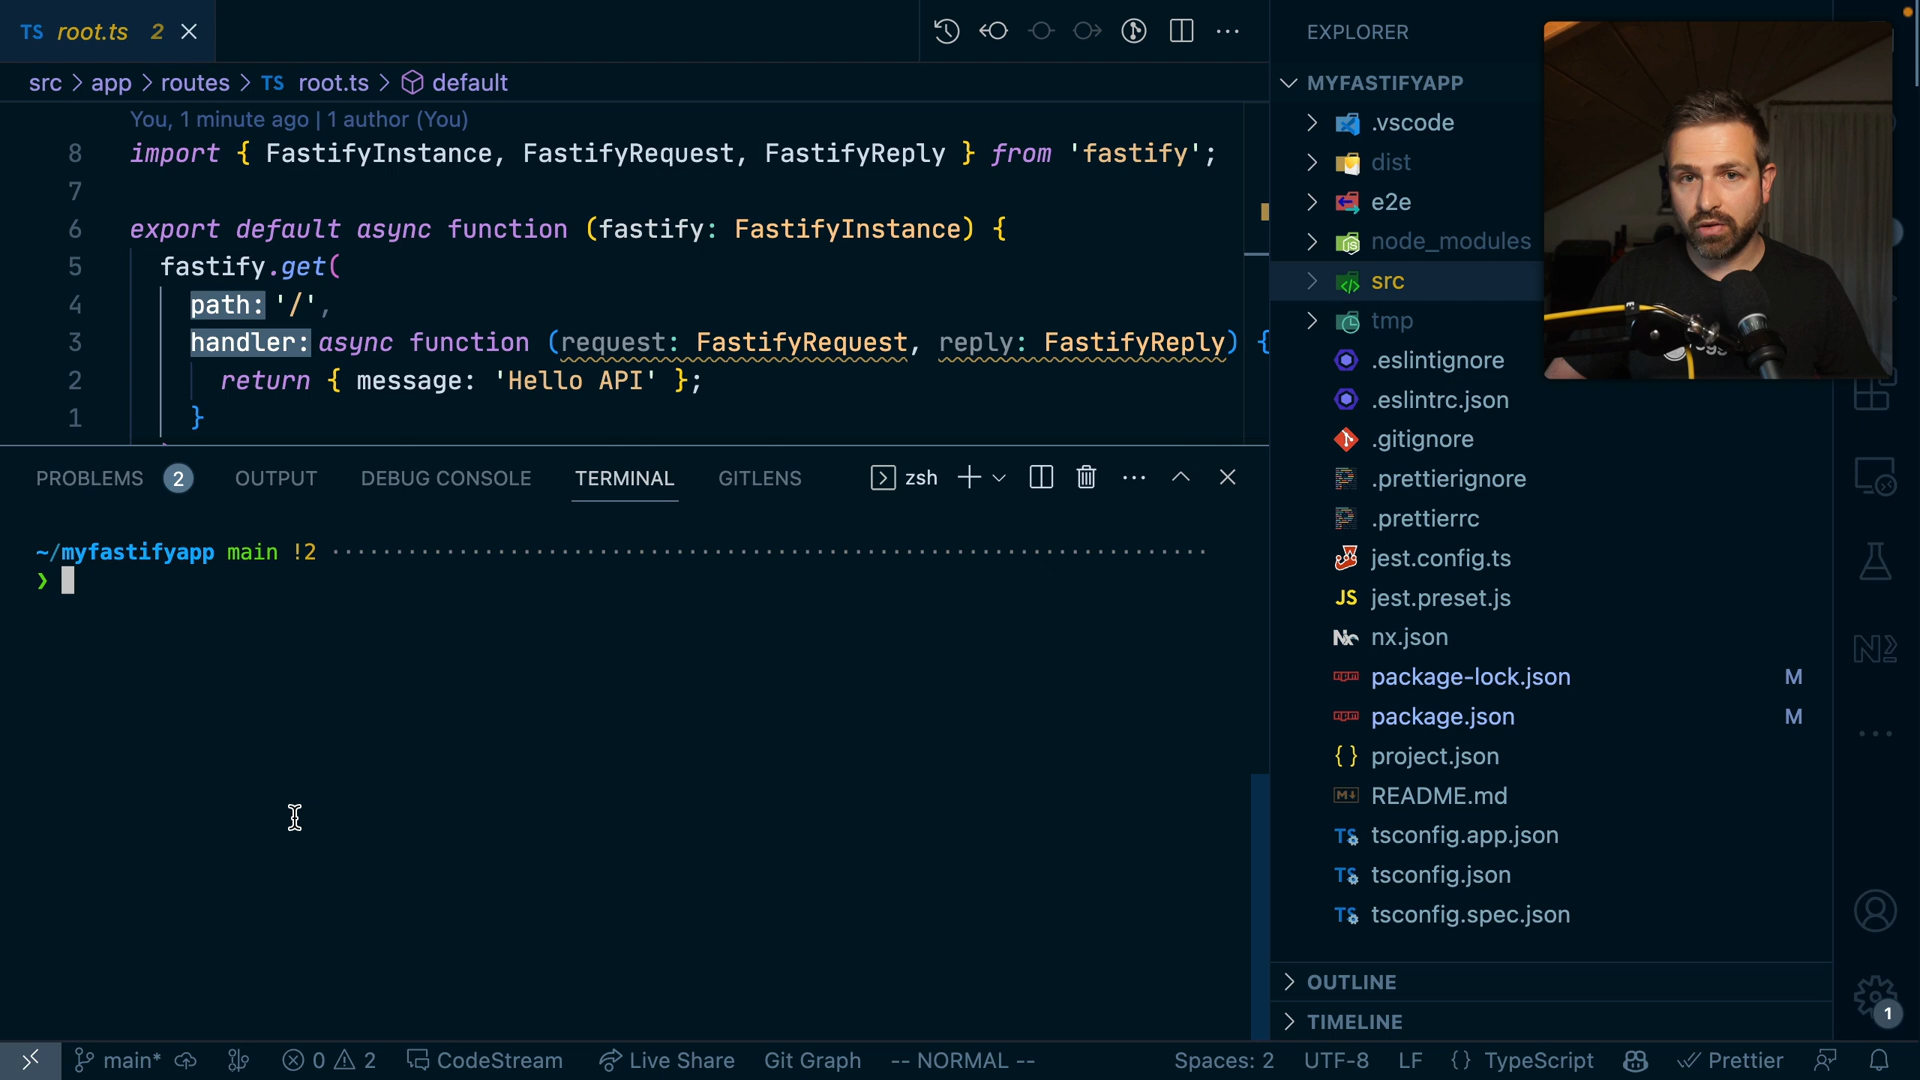 TS root.ts 2
src > app > routes > TS root.ts > default
You, 1 minute ago | 1 author (You)
8 import { FastifyInstance, FastifyRequest, FastifyReply } from 'fastify';
7
6 export default async function (fastify: FastifyInstance) {
5 fastify.get(
4 path: '/',
3 handler: async function (request: FastifyRequest, reply: FastifyReply) {
2 return { message: 'Hello API' };
1 }
PROBLEMS 2 OUTPUT DEBUG CONSOLE TERMINAL GITLENS zsh
~/myfastifyapp main !2
❯
EXPLORER
MYFASTIFYAPP
.vscode
dist
e2e
node_modules
src
tmp
.eslintignore
.eslintrc.json
.gitignore
.prettierignore
.prettierrc
jest.config.ts
JS jest.preset.js
nx.json
package-lock.json M
package.json M
{} project.json
README.md
TS tsconfig.app.json
TS tsconfig.json
TS tsconfig.spec.json
OUTLINE
TIMELINE
1
main* 0 2 CodeStream Live Share Git Graph -- NORMAL -- Spaces: 2 UTF-8 LF {} TypeScript Prettier